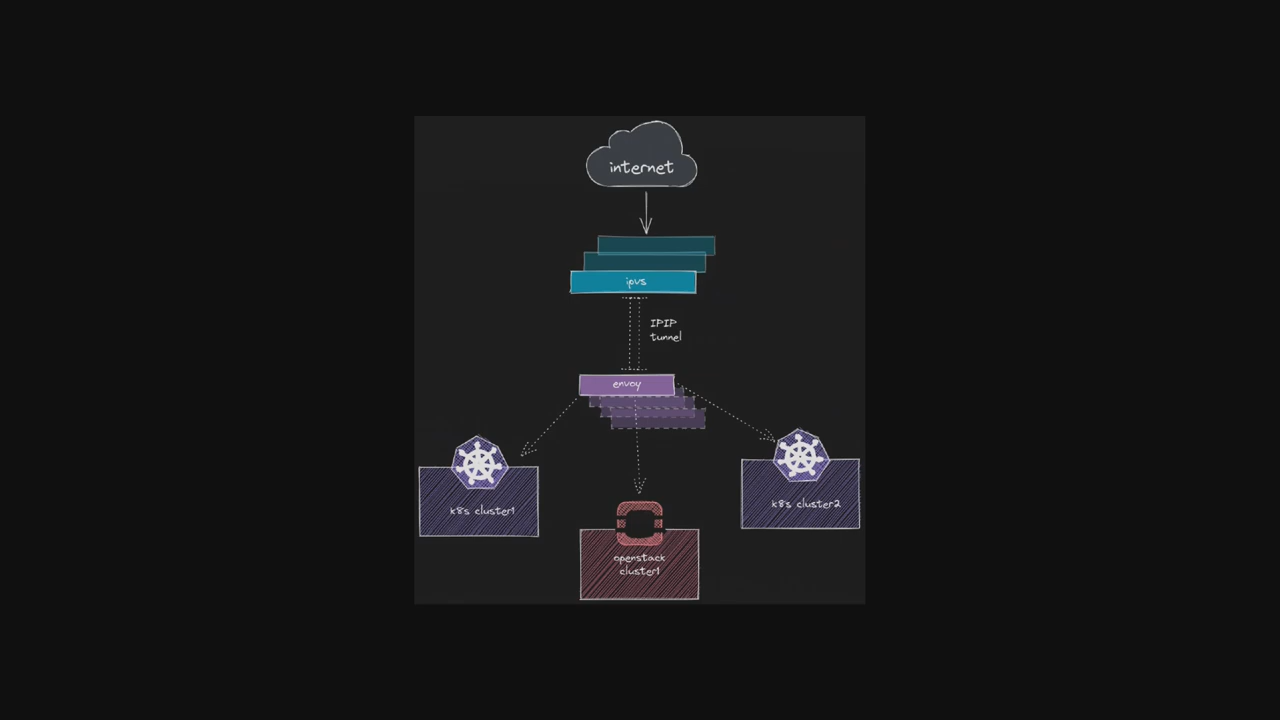 internet
ipvs
IPIP
tunnel
envoy
k8s cluster1
k8s cluster2
openstack
cluster1